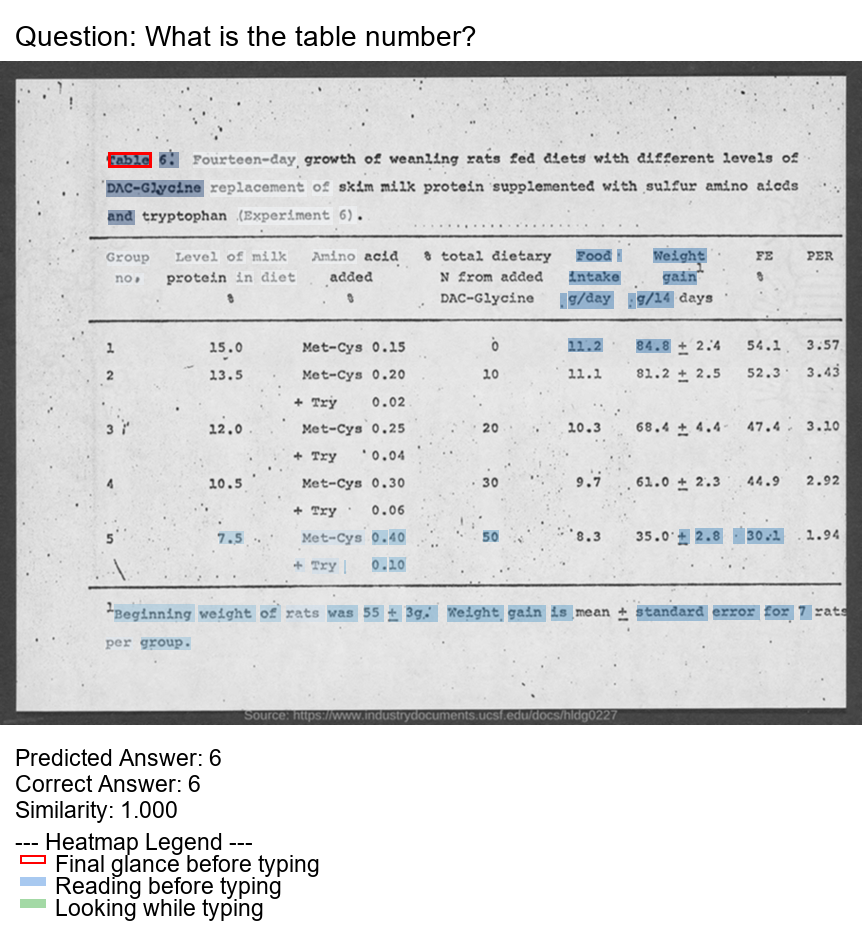 Question: What is the table number?
Table 6. Fourteen-day growth of weanling rats fed diets with different levels of
DAC-Glycine replacement of skim milk protein supplemented with sulfur amino aicds
and tryptophan (Experiment 6).
Group Level of milk Amino acid % total dietary Food Weight FE PER
no. protein in diet added N from added intake gain1 %
% % DAC-Glycine g/day g/14 days
1 15.0 Met-Cys 0.15 0 11.2 84.8 ± 2.4 54.1 3.57
2 13.5 Met-Cys 0.20 10 11.1 81.2 ± 2.5 52.3 3.43
+ Try 0.02
3 12.0 Met-Cys 0.25 20 10.3 68.4 ± 4.4 47.4 3.10
+ Try 0.04
4 10.5 Met-Cys 0.30 30 9.7 61.0 ± 2.3 44.9 2.92
+ Try 0.06
5 7.5 Met-Cys 0.40 50 8.3 35.0 ± 2.8 30.1 1.94
+ Try 0.10
1Beginning weight of rats was 55 ± 3g. Weight gain is mean ± standard error for 7 rats
per group.
Source: https://www.industrydocuments.ucsf.edu/docs/hldg0227
Predicted Answer: 6
Correct Answer: 6
Similarity: 1.000
--- Heatmap Legend ---
Final glance before typing
Reading before typing
Looking while typing